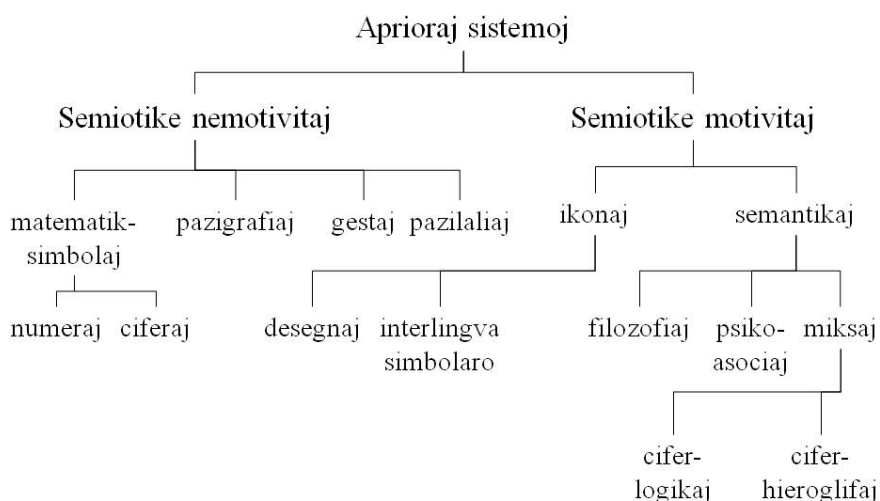 Aprioraj sistemoj
Semiotike nemotivitaj
Semiotike motivitaj
matematik-
simbolaj
pazigrafiaj
gestaj
pazilaliaj
ikonaj
semantikaj
numeraj
ciferaj
desegnaj
interlingva
simbolaro
filozofiaj
psiko-
asociaj
miksaj
cifer-
logikaj
cifer-
hieroglifaj